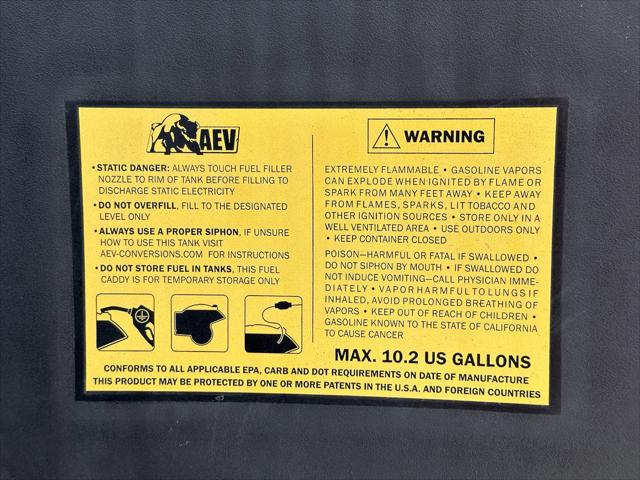 AEV
• STATIC DANGER: ALWAYS TOUCH FUEL FILLER
NOZZLE TO RIM OF TANK BEFORE FILLING TO
DISCHARGE STATIC ELECTRICITY
• DO NOT OVERFILL, FILL TO THE DESIGNATED
LEVEL ONLY
• ALWAYS USE A PROPER SIPHON, IF UNSURE
HOW TO USE THIS TANK VISIT
AEV-CONVERSIONS.COM FOR INSTRUCTIONS
• DO NOT STORE FUEL IN TANKS, THIS FUEL
CADDY IS FOR TEMPORARY STORAGE ONLY
WARNING
EXTREMELY FLAMMABLE • GASOLINE VAPORS
CAN EXPLODE WHEN IGNITED BY FLAME OR
SPARK FROM MANY FEET AWAY • KEEP AWAY
FROM FLAMES, SPARKS, LIT TOBACCO AND
OTHER IGNITION SOURCES • STORE ONLY IN A
WELL VENTILATED AREA • USE OUTDOORS ONLY
• KEEP CONTAINER CLOSED
POISON—HARMFUL OR FATAL IF SWALLOWED •
DO NOT SIPHON BY MOUTH • IF SWALLOWED DO
NOT INDUCE VOMITING—CALL PHYSICIAN IMME-
DIATELY • VAPOR HARMFUL TO LUNGS IF
INHALED, AVOID PROLONGED BREATHING OF
VAPORS • KEEP OUT OF REACH OF CHILDREN •
GASOLINE KNOWN TO THE STATE OF CALIFORNIA
TO CAUSE CANCER
MAX. 10.2 US GALLONS
CONFORMS TO ALL APPLICABLE EPA, CARB AND DOT REQUIREMENTS ON DATE OF MANUFACTURE
THIS PRODUCT MAY BE PROTECTED BY ONE OR MORE PATENTS IN THE U.S.A. AND FOREIGN COUNTRIES